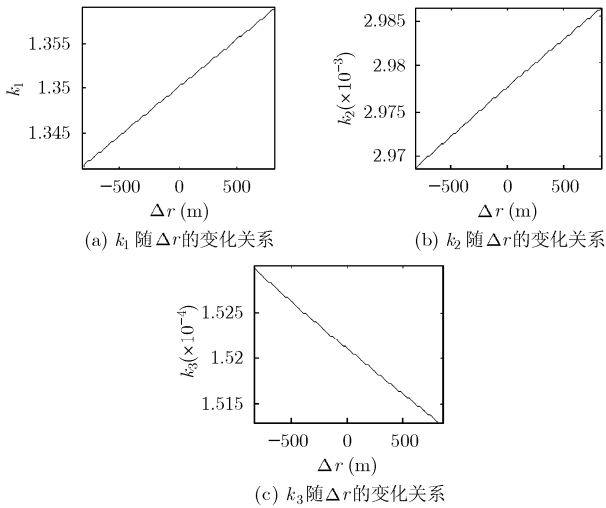 1.355
1.35
1.345
k₁
−500 0 500
Δr (m)
(a) k₁ 随Δr的变化关系
2.985
2.98
2.975
2.97
k₂(×10⁻³)
−500 0 500
Δr (m)
(b) k₂ 随Δr的变化关系
1.525
1.52
1.515
k₃(×10⁻⁴)
−500 0 500
Δr (m)
(c) k₃随Δr的变化关系